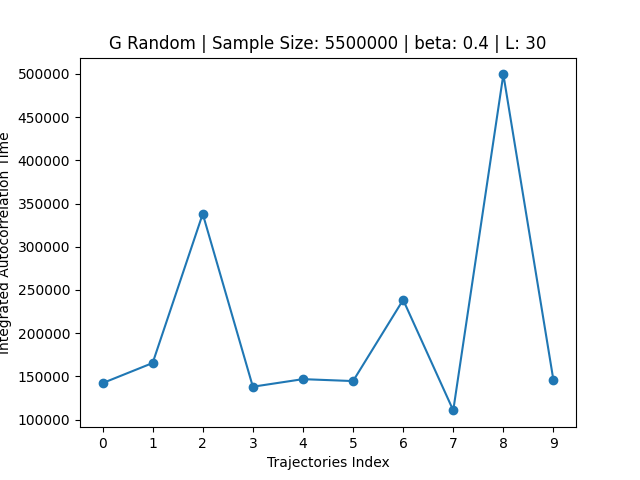 G Random | Sample Size: 5500000 | beta: 0.4 | L: 30
500000
450000
400000
350000
300000
250000
200000
150000
100000
Integrated Autocorrelation Time
0 1 2 3 4 5 6 7 8 9
Trajectories Index